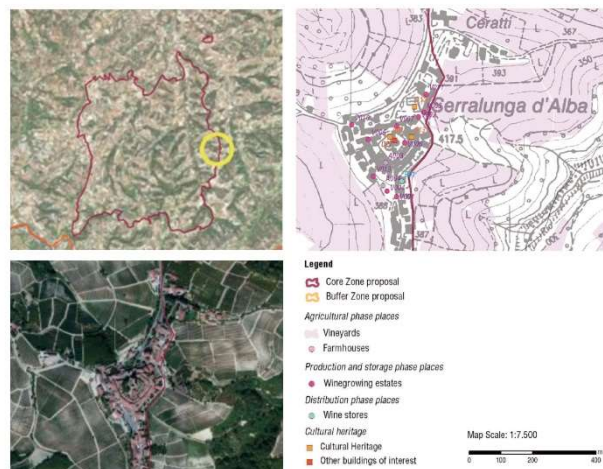 Ceratti
383
367
350
391
393
Serralunga d'Alba
417.5
388
387
Legend
Core Zone proposal
Buffer Zone proposal
Agricultural phase places
Vineyards
Farmhouses
Production and storage phase places
Winegrowing estates
Distribution phase places
Wine stores
Cultural heritage
Cultural Heritage
Other buildings of interest
Map Scale: 1:7.500
0
400